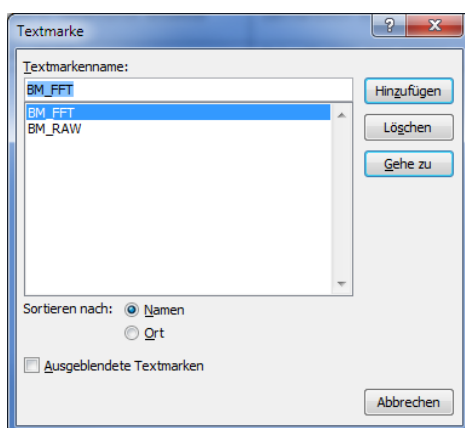 Textmarke
?
X
Textmarkenname:
BM_FFT
BM_FFT
BM_RAW
Hinzufügen
Löschen
Gehe zu
Sortieren nach:
Namen
Ort
Ausgeblendete Textmarken
Abbrechen